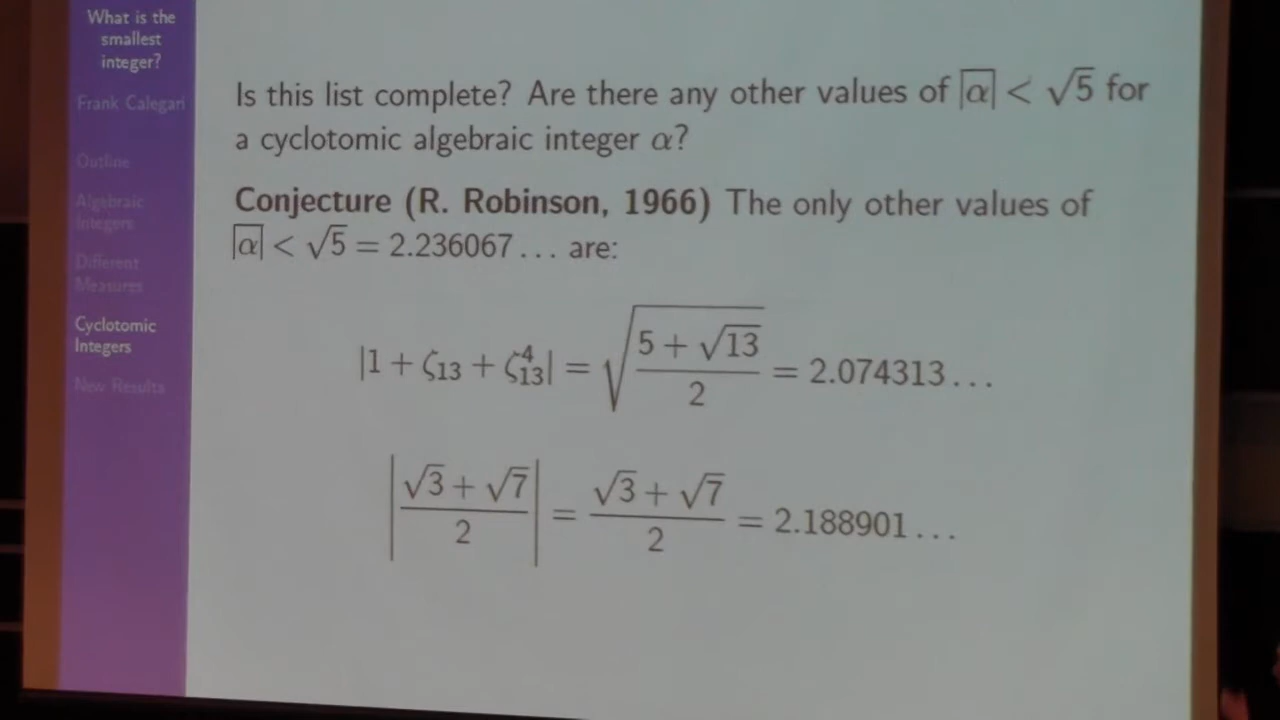 What is the
smallest
integer?
Frank Calegari
Outline
Algebraic
Integers
Different
Measures
Cyclotomic
Integers
New Results
Is this list complete? Are there any other values of |α| < √5 for
a cyclotomic algebraic integer α?
Conjecture (R. Robinson, 1966) The only other values of
|α| < √5 = 2.236067... are:
|1 + ζ₁₃ + ζ₁₃⁴| = √((5 + √13)/2) = 2.074313...
|(√3 + √7)/2| = (√3 + √7)/2 = 2.188901...